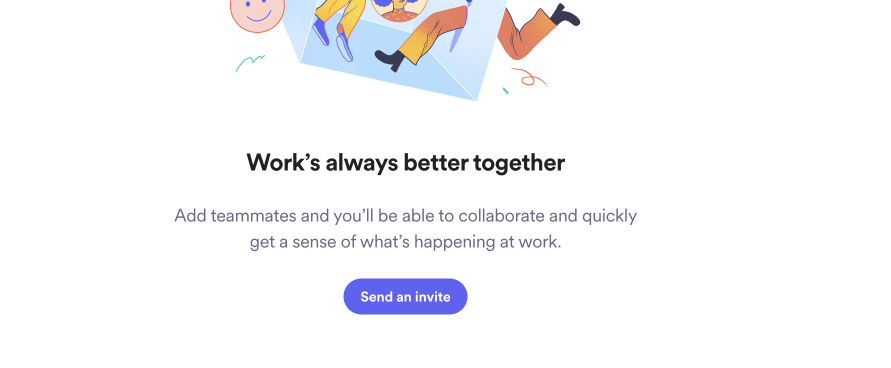 Work’s always better together
Add teammates and you’ll be able to collaborate and quickly
get a sense of what’s happening at work.
Send an invite